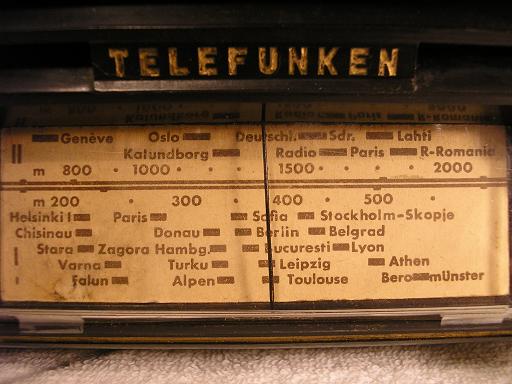 TELEFUNKEN
Genève Oslo Deutschl. Sdr. Lahti
II Kalundborg Radio Paris R-Romania
m 800 1000 1500 2000
m 200 300 400 500
Helsinki I Paris Sofia Stockholm-Skopje
Chisinau Donau Berlin Belgrad
I Stara Zagora Hambg. Bucuresti Lyon
Varna Turku Leipzig Athen
Falun Alpen Toulouse Beromünster